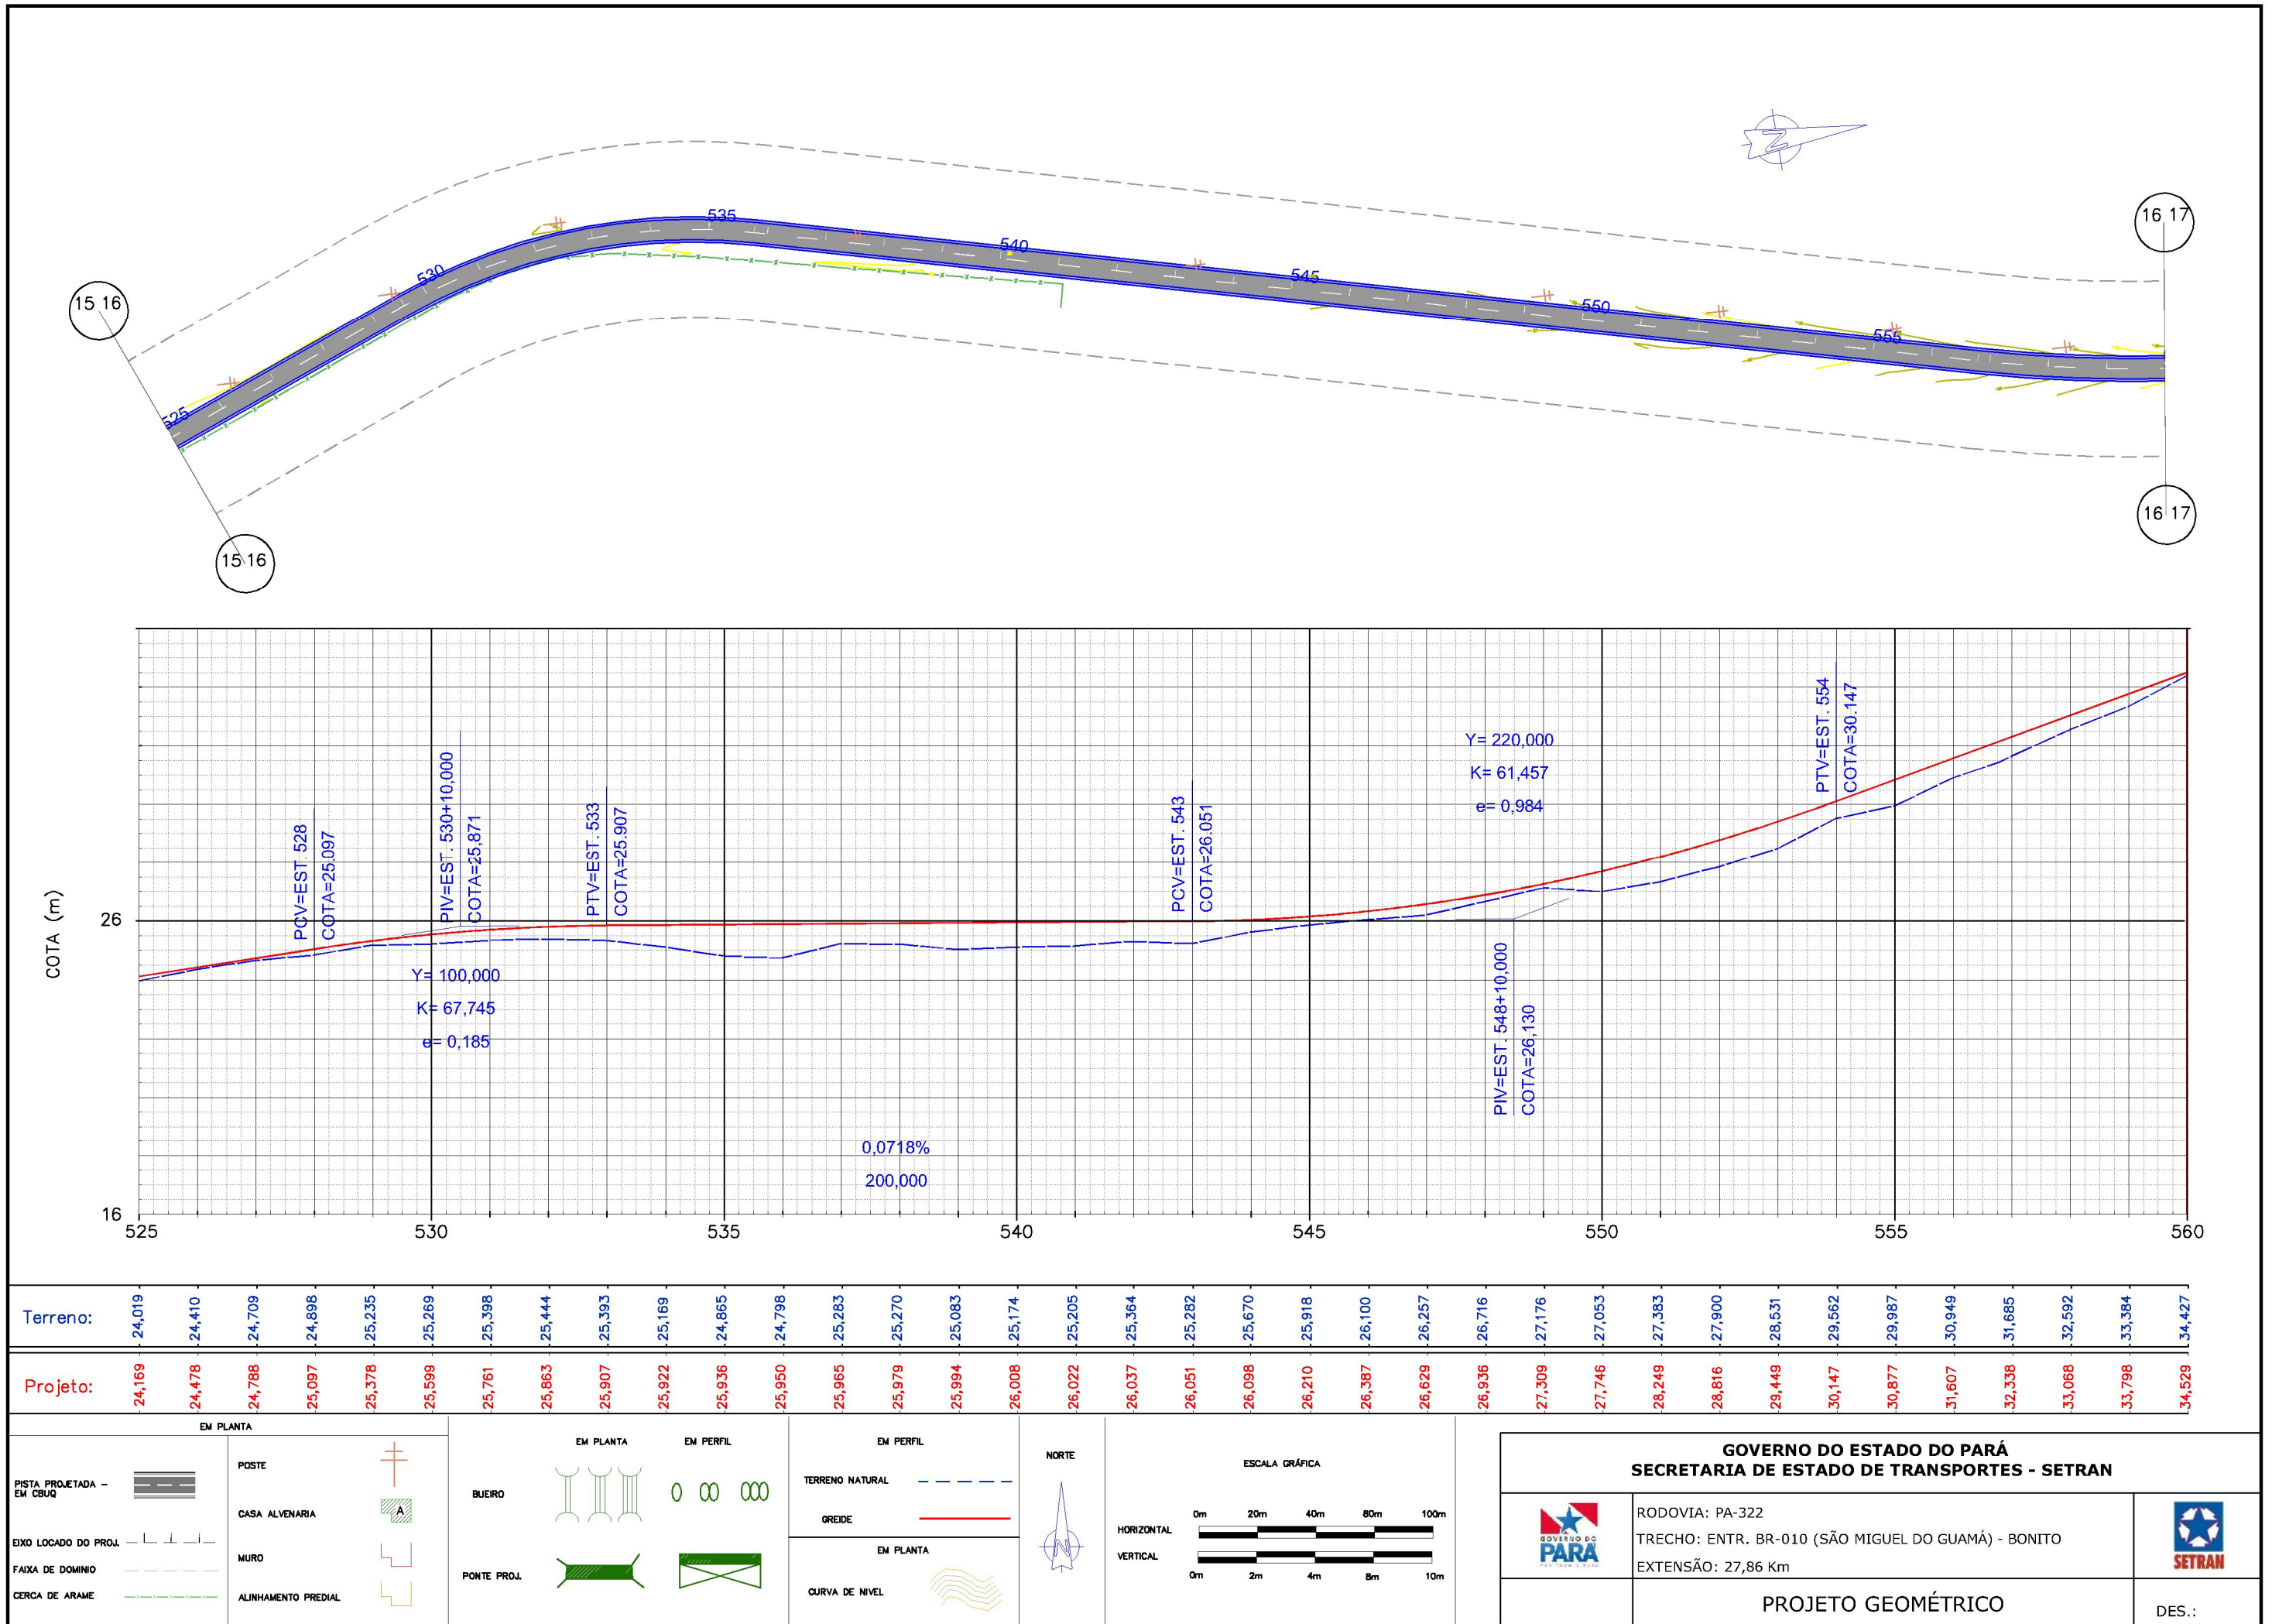 535
540
530
545
550
555
525
15 16
15 16
16 17
16 17
N
PCV=EST. 528
COTA=25.097
PIV=EST. 530+10,000
COTA=25,871
PTV=EST. 533
COTA=25.907
PCV=EST. 543
COTA=26.051
Y= 220,000
K= 61,457
e= 0,984
PTV=EST. 554
COTA=30.147
Y= 100,000
K= 67,745
e= 0,185
PIV=EST. 548+10,000
COTA=26,130
0,0718%
200,000
COTA (m)
26
16
525 530 535 540 545 550 555 560
Terreno: 24,019 24,410 24,709 24,898 25,235 25,269 25,398 25,444 25,393 25,169 24,865 24,798 25,283 25,270 25,083 25,174 25,205 25,364 25,282 25,670 25,918 26,100 26,257 26,716 27,176 27,053 27,383 27,900 28,531 29,562 29,987 30,949 31,685 32,592 33,384 34,427
Projeto: 24,169 24,478 24,788 25,097 25,378 25,599 25,761 25,863 25,907 25,922 25,936 25,950 25,965 25,979 25,994 26,008 26,022 26,037 26,051 26,098 26,210 26,387 26,629 26,936 27,309 27,746 28,249 28,816 29,449 30,147 30,877 31,607 32,338 33,068 33,798 34,529
EM PLANTA
PISTA PROJETADA –
EM CBUQ
EIXO LOCADO DO PROJ.
FAIXA DE DOMINIO
CERCA DE ARAME
POSTE
CASA ALVENARIA
A
MURO
ALINHAMENTO PREDIAL
EM PLANTA EM PERFIL
BUEIRO
PONTE PROJ.
EM PERFIL
TERRENO NATURAL
GREIDE
EM PLANTA
CURVA DE NIVEL
NORTE
N
ESCALA GRÁFICA
0m 20m 40m 80m 100m
HORIZONTAL
VERTICAL
0m 2m 4m 8m 10m
GOVERNO DO ESTADO DO PARÁ
SECRETARIA DE ESTADO DE TRANSPORTES - SETRAN
GOVERNO DO
PARÁ
RODOVIA: PA-322
TRECHO: ENTR. BR-010 (SÃO MIGUEL DO GUAMÁ) - BONITO
EXTENSÃO: 27,86 Km
SETRAN
PROJETO GEOMÉTRICO
DES.: